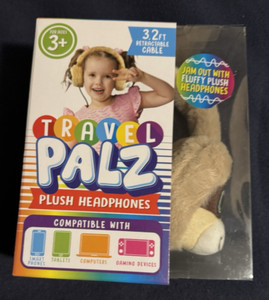 FOR AGES
3+
3.2FT
RETRACTABLE
CABLE
JAM OUT WITH
FLUFFY PLUSH
HEADPHONES
TRAVEL
PALZ
PLUSH HEADPHONES
COMPATIBLE WITH
SMART PHONES
TABLETS
COMPUTERS
GAMING DEVICES